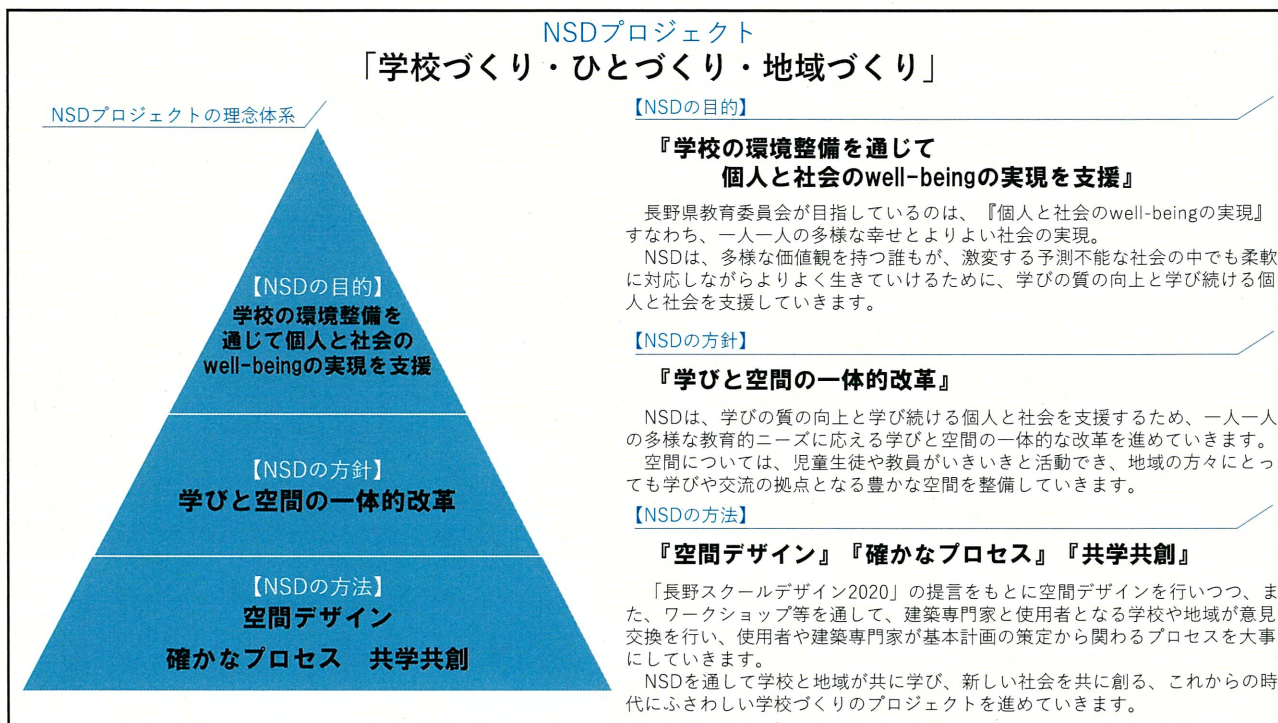 NSDプロジェクト
「学校づくり・ひとづくり・地域づくり」
NSDプロジェクトの理念体系
【NSDの目的】
学校の環境整備を
通じて個人と社会の
well-beingの実現を支援
【NSDの方針】
学びと空間の一体的改革
【NSDの方法】
空間デザイン
確かなプロセス 共学共創
【NSDの目的】
『学校の環境整備を通じて
個人と社会のwell-beingの実現を支援』
長野県教育委員会が目指しているのは、『個人と社会のwell-beingの実現』
すなわち、一人一人の多様な幸せとよりよい社会の実現。
NSDは、多様な価値観を持つ誰もが、激変する予測不能な社会の中でも柔軟
に対応しながらよりよく生きていけるために、学びの質の向上と学び続ける個
人と社会を支援していきます。
【NSDの方針】
『学びと空間の一体的改革』
NSDは、学びの質の向上と学び続ける個人と社会を支援するため、一人一人
の多様な教育的ニーズに応える学びと空間の一体的な改革を進めていきます。
空間については、児童生徒や教員がいきいきと活動でき、地域の方々にとっ
ても学びや交流の拠点となる豊かな空間を整備していきます。
【NSDの方法】
『空間デザイン』『確かなプロセス』『共学共創』
「長野スクールデザイン2020」の提言をもとに空間デザインを行いつつ、ま
た、ワークショップ等を通して、建築専門家と使用者となる学校や地域が意見
交換を行い、使用者や建築専門家が基本計画の策定から関わるプロセスを大事
にしていきます。
NSDを通して学校と地域が共に学び、新しい社会を共に創る、これからの時
代にふさわしい学校づくりのプロジェクトを進めていきます。